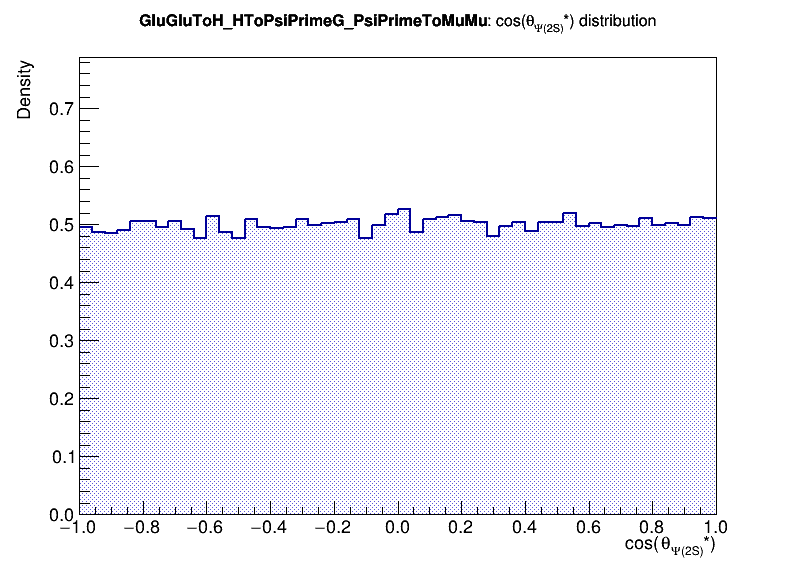 GluGluToH_HToPsiPrimeG_PsiPrimeToMuMu: cos(θΨ(2S)*) distribution
Density
0.7
0.6
0.5
0.4
0.3
0.2
0.1
0.0
−1.0 −0.8 −0.6 −0.4 −0.2 0.0 0.2 0.4 0.6 0.8 1.0
cos(θΨ(2S)*)